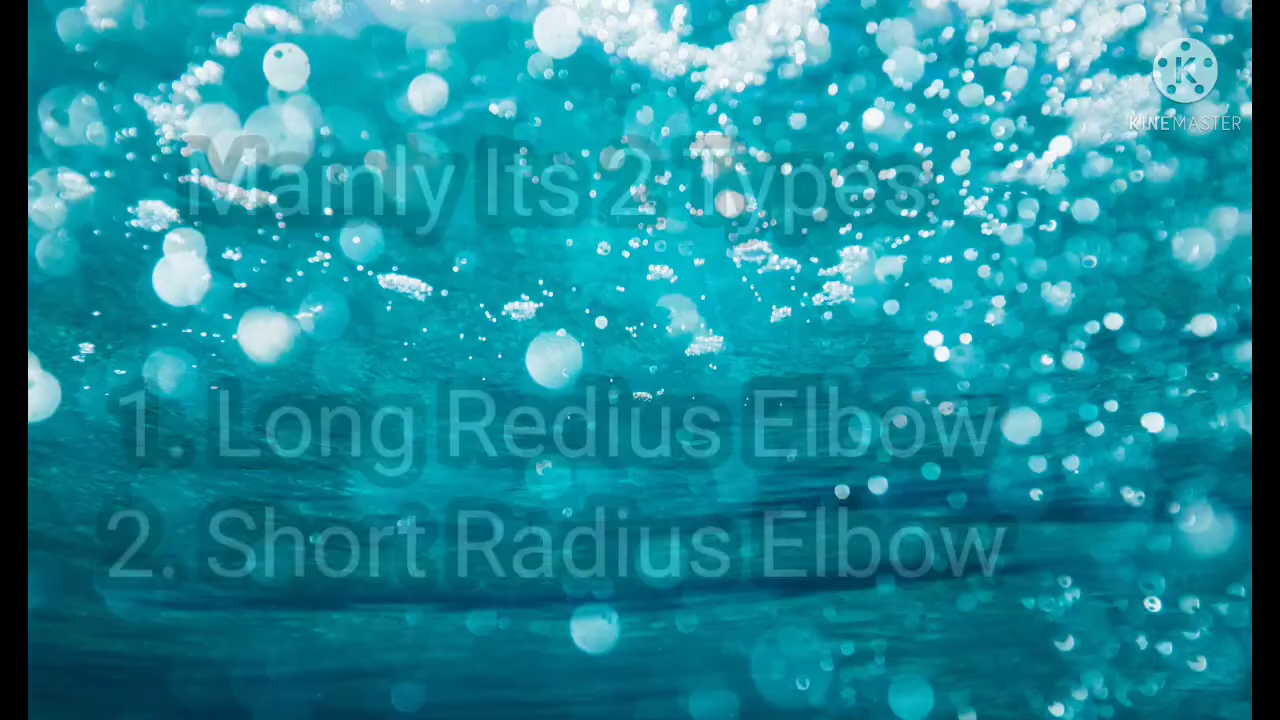 KINEMASTER
Mainly Its 2 Types
1. Long Redius Elbow
2. Short Radius Elbow